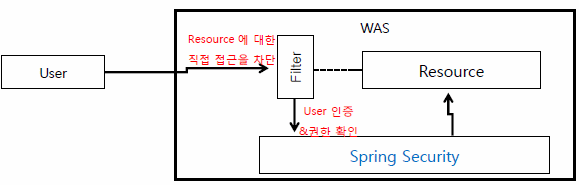 WAS
Resource 에 대한
직접 접근을 차단
User
Filter
Resource
User 인증
&권한 확인
Spring Security